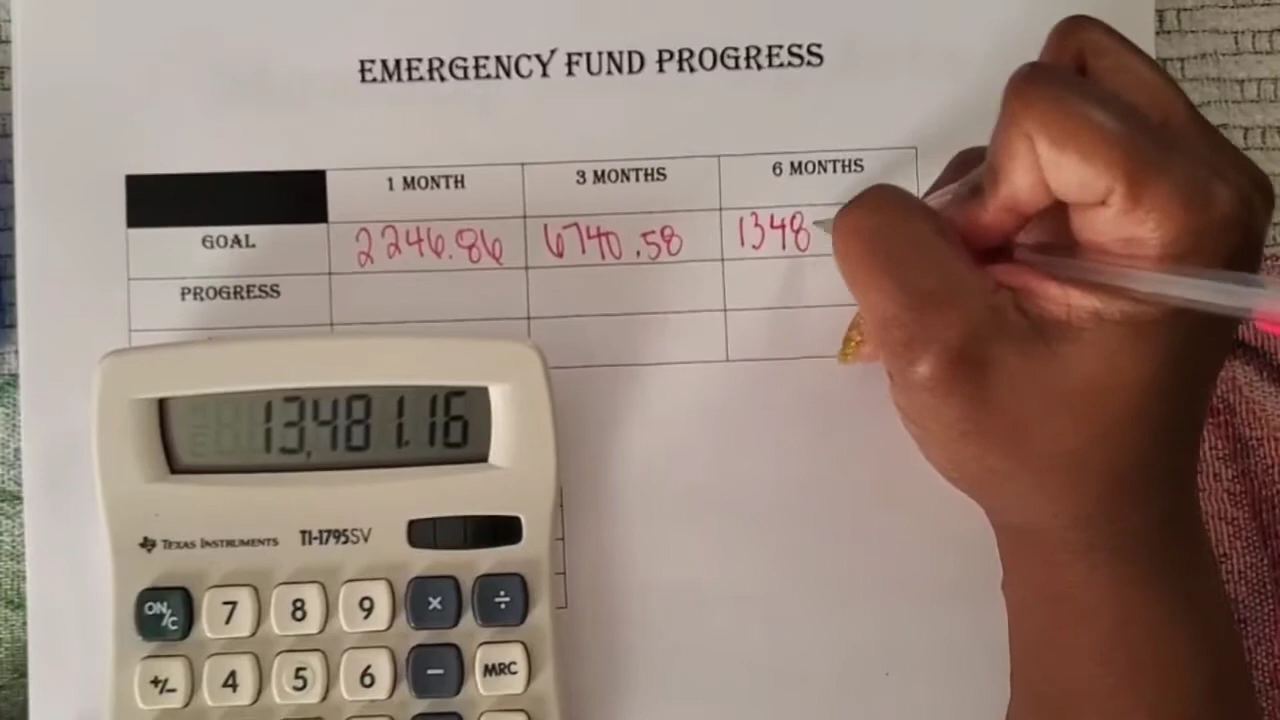 EMERGENCY FUND PROGRESS
1 MONTH 3 MONTHS 6 MONTHS
GOAL 2246.86 6740.58 1348
PROGRESS
13,481.16
TEXAS INSTRUMENTS TI-1795SV
ON/C 7 8 9 × ÷
+/- 4 5 6 − MRC